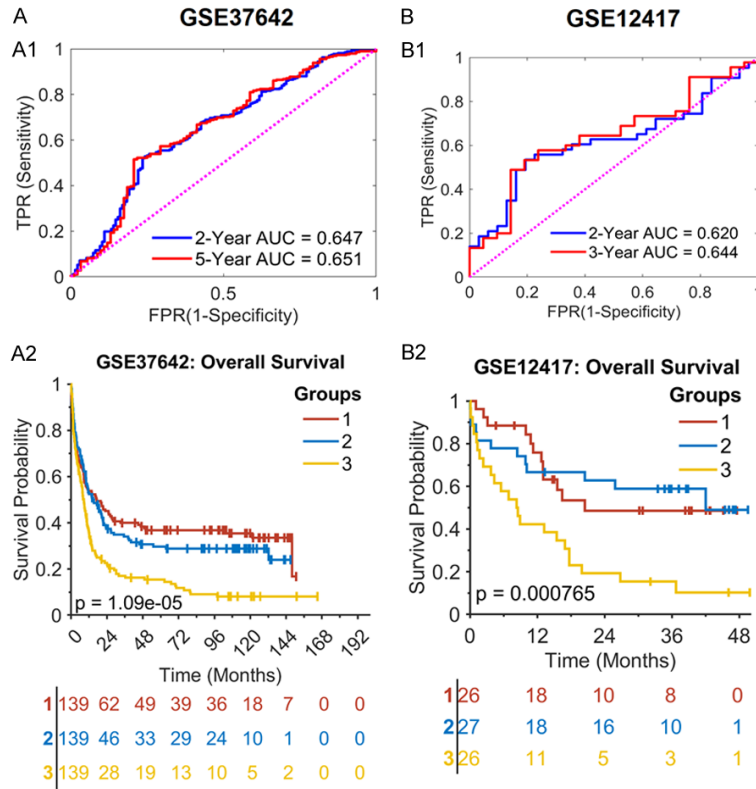 A GSE37642
A1
1
0.8
0.6
0.4
0.2
0
TPR (Sensitivity)
2-Year AUC = 0.647
5-Year AUC = 0.651
0 0.5 1
FPR(1-Specificity)
B GSE12417
B1
1
0.8
0.6
0.4
0.2
0
TPR (Sensitivity)
2-Year AUC = 0.620
3-Year AUC = 0.644
0 0.2 0.4 0.6 0.8 1
FPR(1-Specificity)
A2
GSE37642: Overall Survival
Groups
1
2
3
1
0.8
0.6
0.4
0.2
0
Survival Probability
p = 1.09e-05
0 24 48 72 96 120 144 168 192
Time (Months)
1 139 62 49 39 36 18 7 0 0
2 139 46 33 29 24 10 1 0 0
3 139 28 19 13 10 5 2 0 0
B2
GSE12417: Overall Survival
Groups
1
2
3
1
0.8
0.6
0.4
0.2
0
Survival Probability
p = 0.000765
0 12 24 36 48
Time (Months)
1 26 18 10 8 0
2 27 18 16 10 1
3 26 11 5 3 1